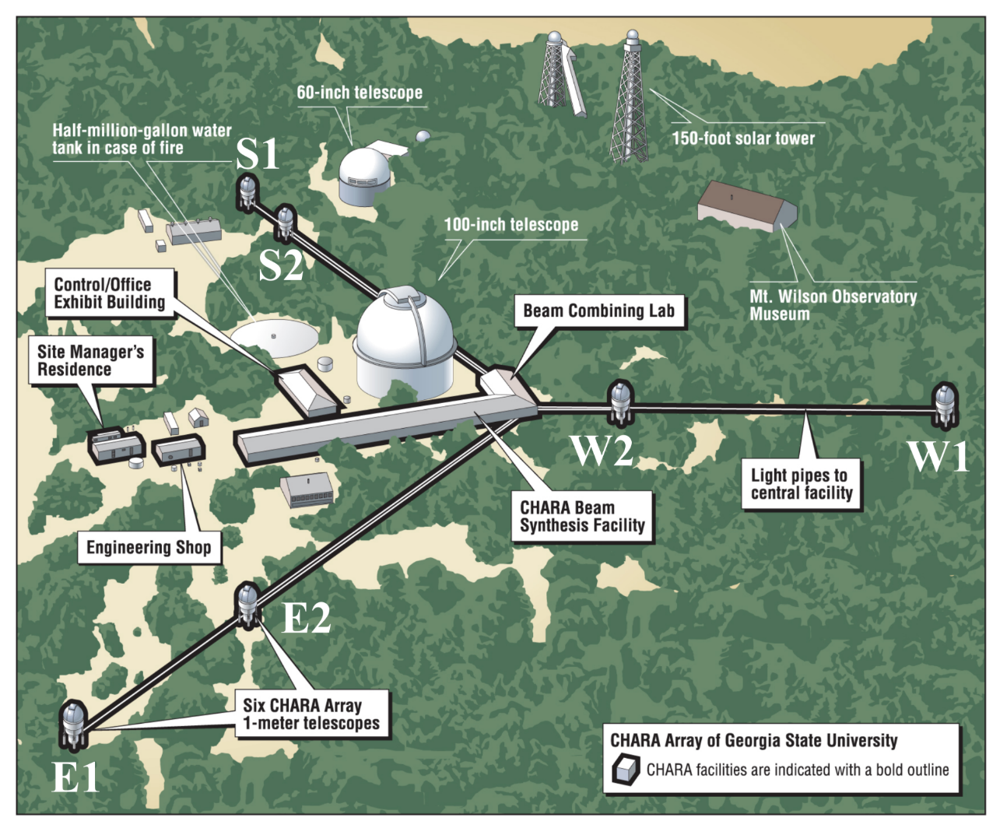 60-inch telescope
150-foot solar tower
Half-million-gallon water
tank in case of fire
S1
S2
100-inch telescope
Mt. Wilson Observatory
Museum
Control/Office
Exhibit Building
Beam Combining Lab
Site Manager's
Residence
W2
W1
Light pipes to
central facility
CHARA Beam
Synthesis Facility
Engineering Shop
E2
Six CHARA Array
1-meter telescopes
E1
CHARA Array of Georgia State University
CHARA facilities are indicated with a bold outline